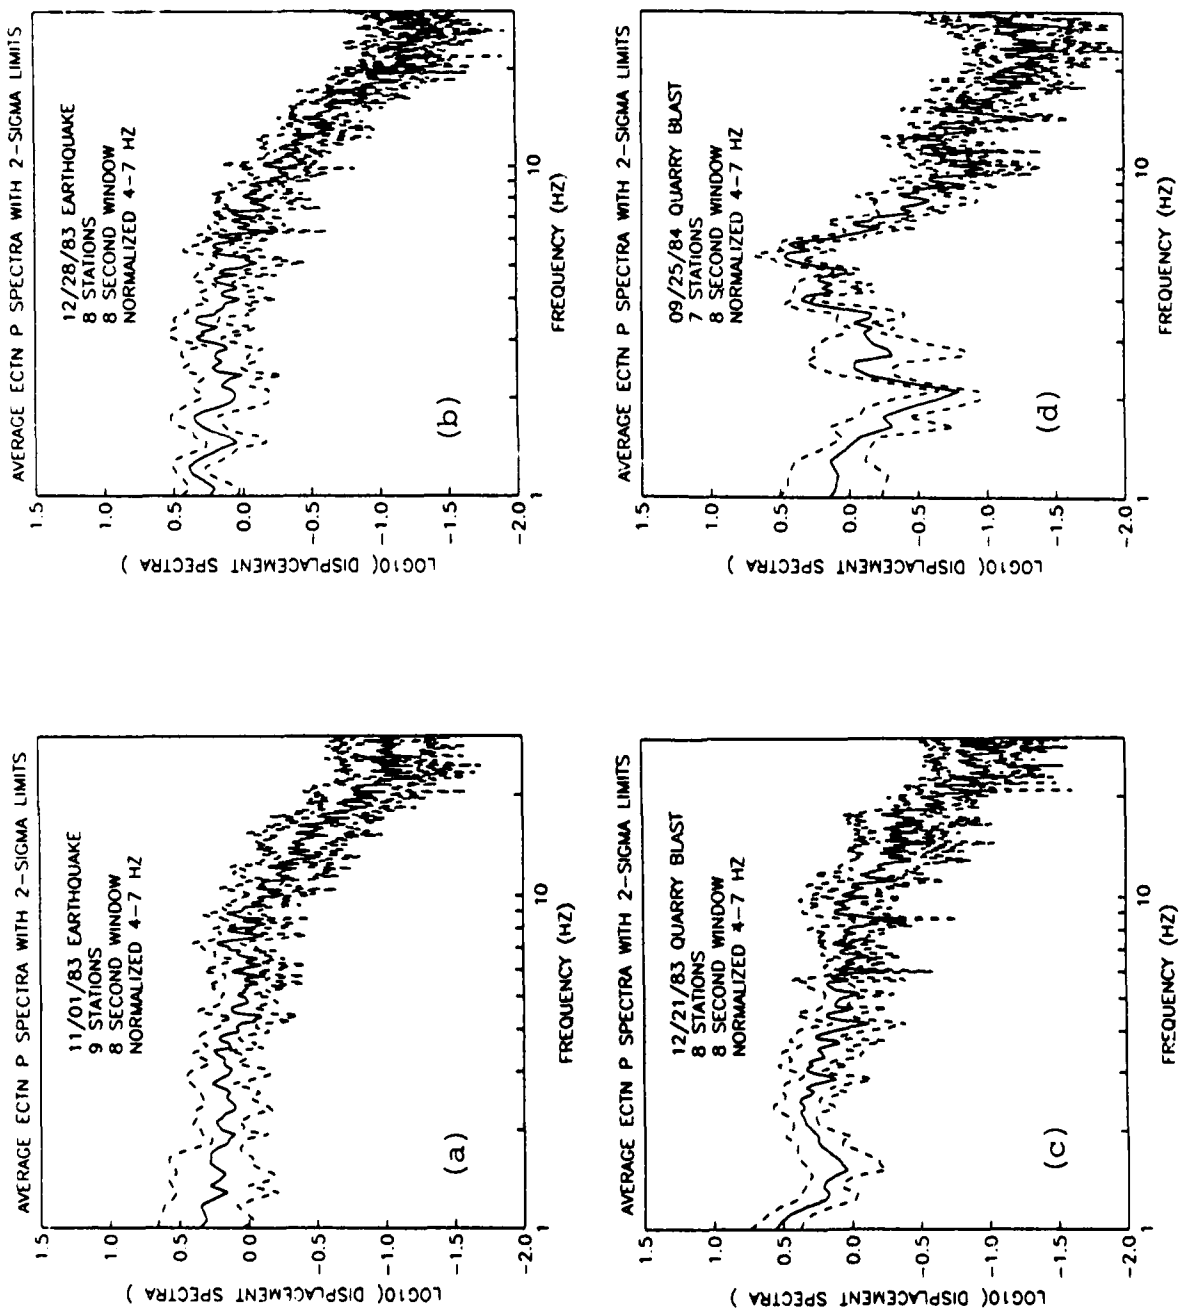 AVERAGE ECTN P SPECTRA WITH 2-SIGMA LIMITS
11/01/83 EARTHQUAKE
9 STATIONS
8 SECOND WINDOW
NORMALIZED 4-7 HZ
(a)
1.5
1.0
0.5
0.0
-0.5
-1.0
-1.5
-2.0
LOG10( DISPLACEMENT SPECTRA )
1
10
FREQUENCY (HZ)
AVERAGE ECTN P SPECTRA WITH 2-SIGMA LIMITS
12/28/83 EARTHQUAKE
8 STATIONS
8 SECOND WINDOW
NORMALIZED 4-7 HZ
(b)
1.5
1.0
0.5
0.0
-0.5
-1.0
-1.5
-2.0
LOG10( DISPLACEMENT SPECTRA )
1
10
FREQUENCY (HZ)
AVERAGE ECTN P SPECTRA WITH 2-SIGMA LIMITS
12/21/83 QUARRY BLAST
8 STATIONS
8 SECOND WINDOW
NORMALIZED 4-7 HZ
(c)
1.5
1.0
0.5
0.0
-0.5
-1.0
-1.5
-2.0
LOG10( DISPLACEMENT SPECTRA )
1
10
FREQUENCY (HZ)
AVERAGE ECTN P SPECTRA WITH 2-SIGMA LIMITS
09/25/84 QUARRY BLAST
7 STATIONS
8 SECOND WINDOW
NORMALIZED 4-7 HZ
(d)
1.5
1.0
0.5
0.0
-0.5
-1.0
-1.5
-2.0
LOG10( DISPLACEMENT SPECTRA )
1
10
FREQUENCY (HZ)